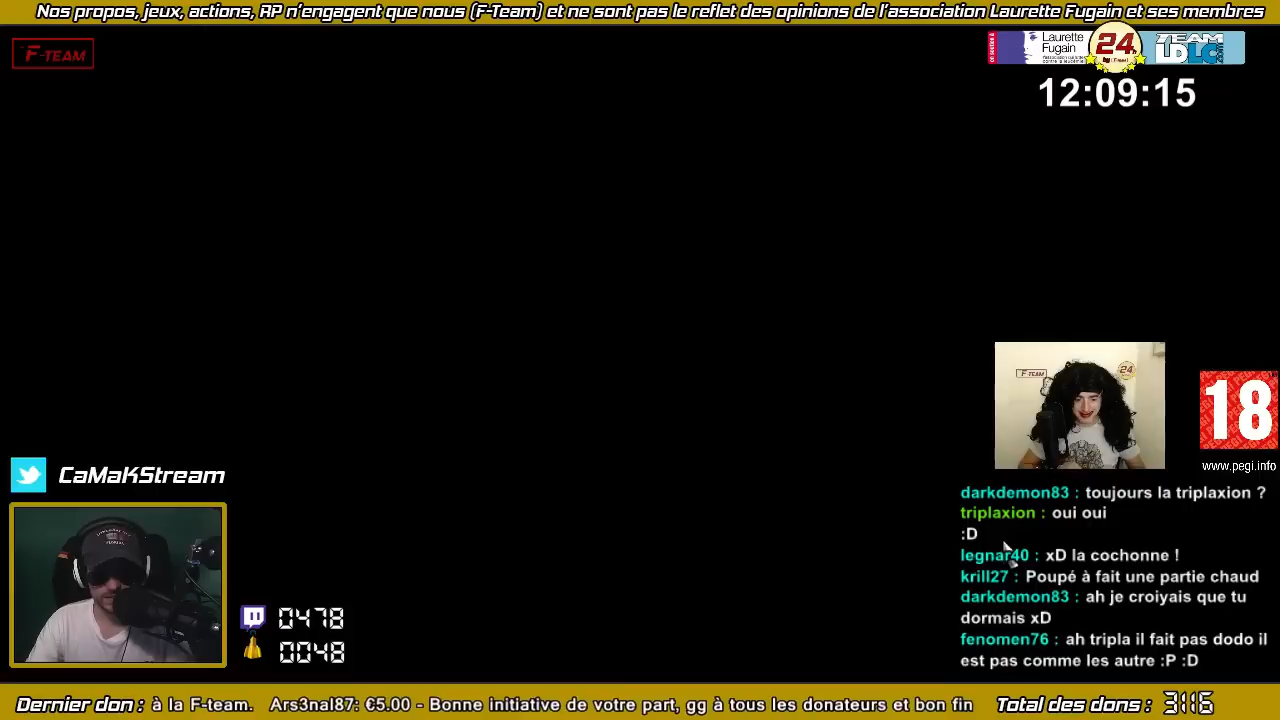 Nos propos, jeux, actions, RP n'engagent que nous (F-Team) et ne sont pas le reflet des opinions de l'association Laurette Fugain et ses membres
F-TEAM
Laurette
Fugain
24h
TEAM
LDLC
.com
12:09:15
F-TEAM
24
18
www.pegi.info
CaMaKStream
darkdemon83 : toujours la triplaxion ?
triplaxion : oui oui
:D
legnar40 : xD la cochonne !
krill27 : Poupé à fait une partie chaud
darkdemon83 : ah je croiyais que tu
dormais xD
fenomen76 : ah tripla il fait pas dodo il
est pas comme les autre :P :D
0478
0048
Dernier don : à la F-team. Ars3nal87: €5.00 - Bonne initiative de votre part, gg à tous les donateurs et bon fin
Total des dons : 3116